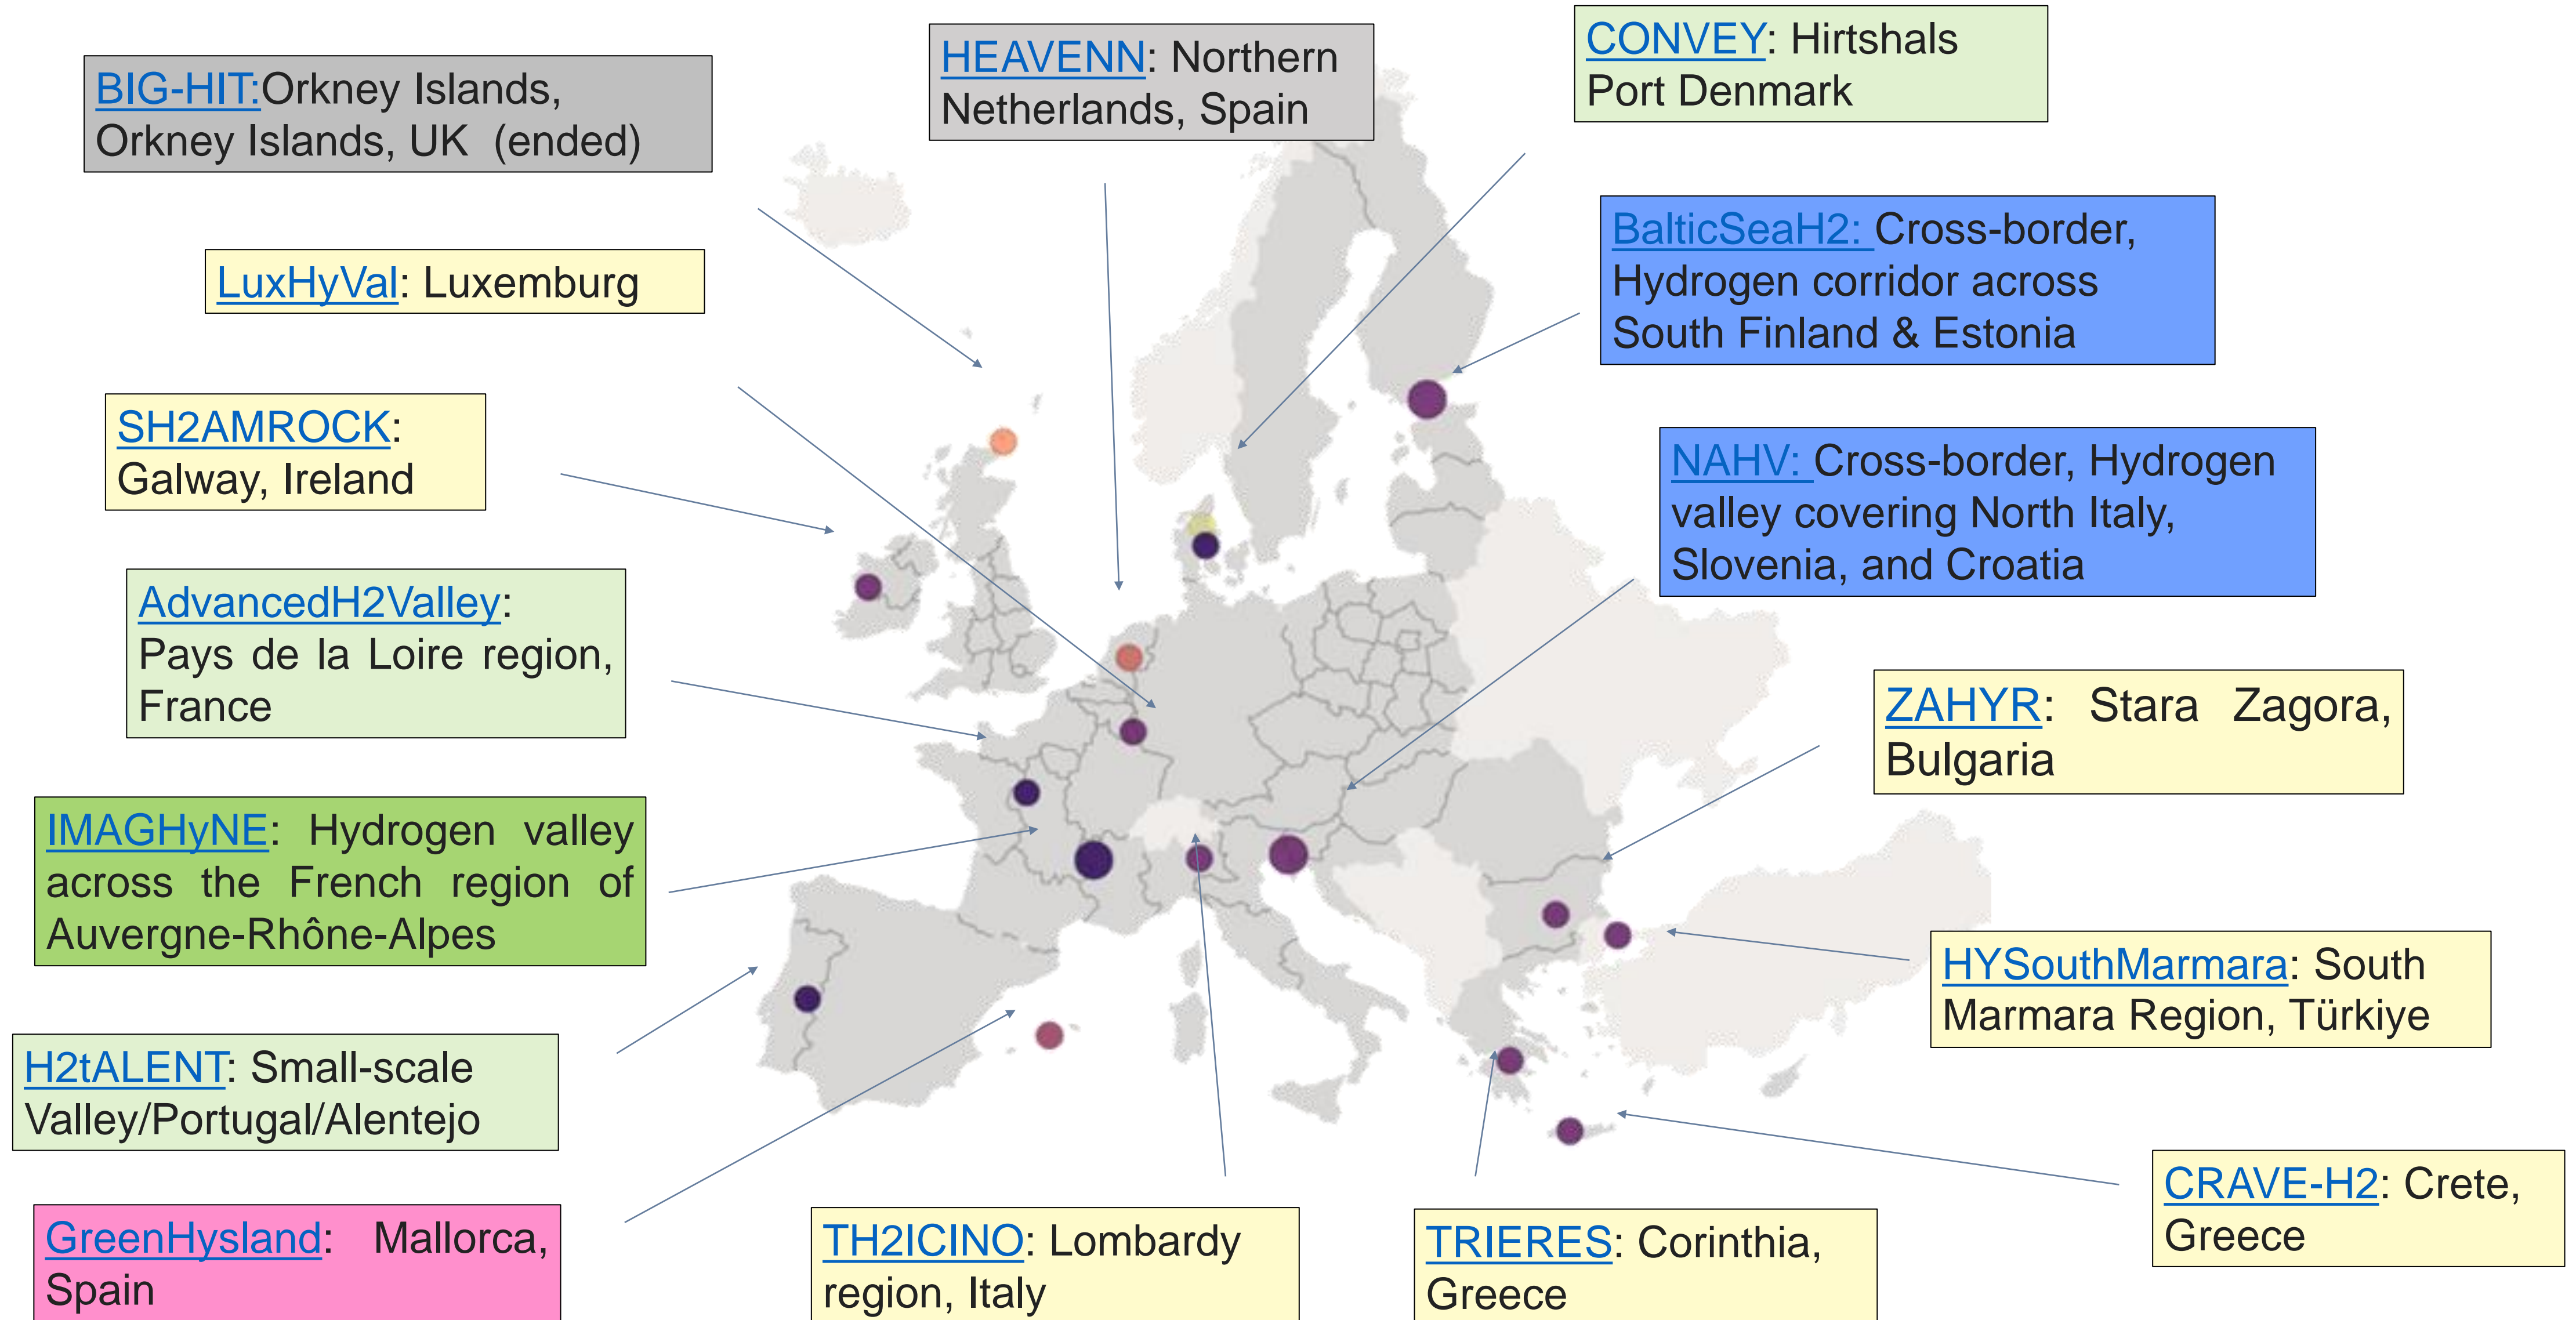 BIG-HIT:Orkney Islands,
Orkney Islands, UK (ended)
HEAVENN: Northern
Netherlands, Spain
CONVEY: Hirtshals
Port Denmark
LuxHyVal: Luxemburg
BalticSeaH2: Cross-border,
Hydrogen corridor across
South Finland & Estonia
SH2AMROCK:
Galway, Ireland
NAHV: Cross-border, Hydrogen
valley covering North Italy,
Slovenia, and Croatia
AdvancedH2Valley:
Pays de la Loire region,
France
ZAHYR: Stara Zagora,
Bulgaria
IMAGHyNE: Hydrogen valley
across the French region of
Auvergne-Rhône-Alpes
HYSouthMarmara: South
Marmara Region, Türkiye
H2tALENT: Small-scale
Valley/Portugal/Alentejo
GreenHysland: Mallorca,
Spain
TH2ICINO: Lombardy
region, Italy
TRIERES: Corinthia,
Greece
CRAVE-H2: Crete,
Greece